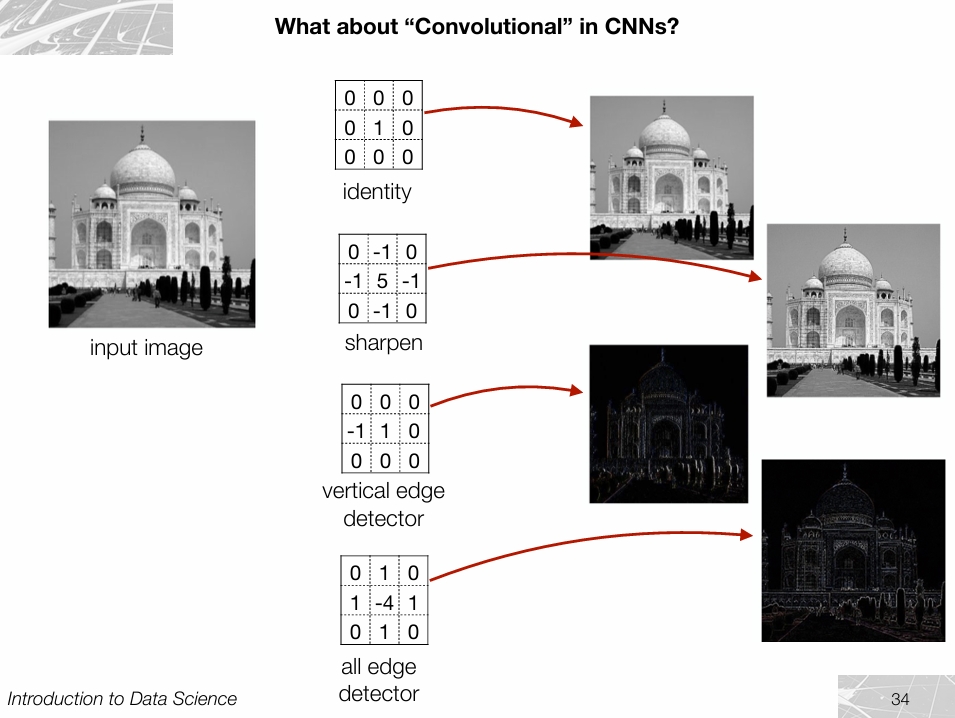 What about “Convolutional” in CNNs?
0 0 0
0 1 0
0 0 0
identity
0 -1 0
-1 5 -1
0 -1 0
sharpen
input image
0 0 0
-1 1 0
0 0 0
vertical edge
detector
0 1 0
1 -4 1
0 1 0
all edge
detector
Introduction to Data Science
34